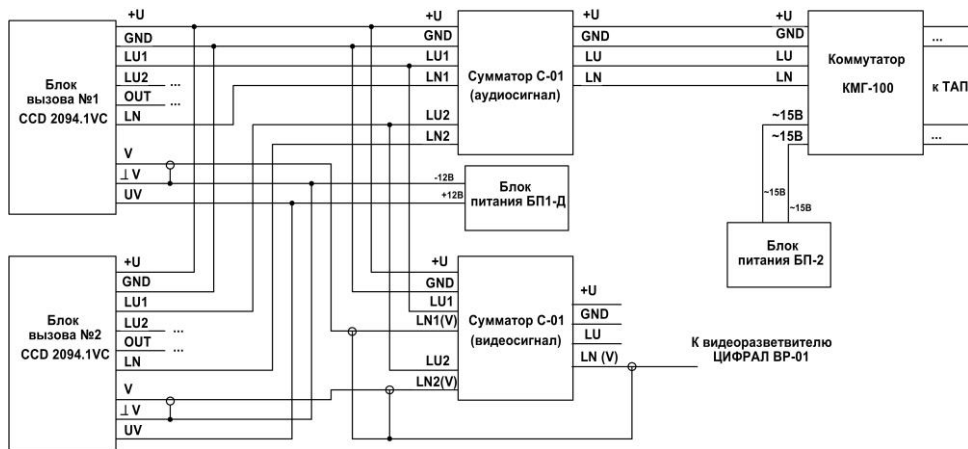 Блок
вызова №1
CCD 2094.1VC
+U
GND
LU1
LU2 ...
OUT ...
LN
V
⊥ V
UV
+U
GND
LU1
LN1
LU2
LN2
Сумматор С-01
(аудиосигнал)
+U
GND
LU
LN
+U
GND
LU
LN
~15В
~15В
Коммутатор
КМГ-100
...
к ТАП
...
-12В
+12В
Блок
питания БП1-Д
~15В
~15В
Блок
питания БП-2
Блок
вызова №2
CCD 2094.1VC
+U
GND
LU1
LU2 ...
OUT ...
LN
V
⊥ V
UV
+U
GND
LU1
LN1(V)
LU2
LN2(V)
Сумматор С-01
(видеосигнал)
+U
GND
LU
LN (V)
К видеоразветвителю
ЦИФРАЛ ВР-01